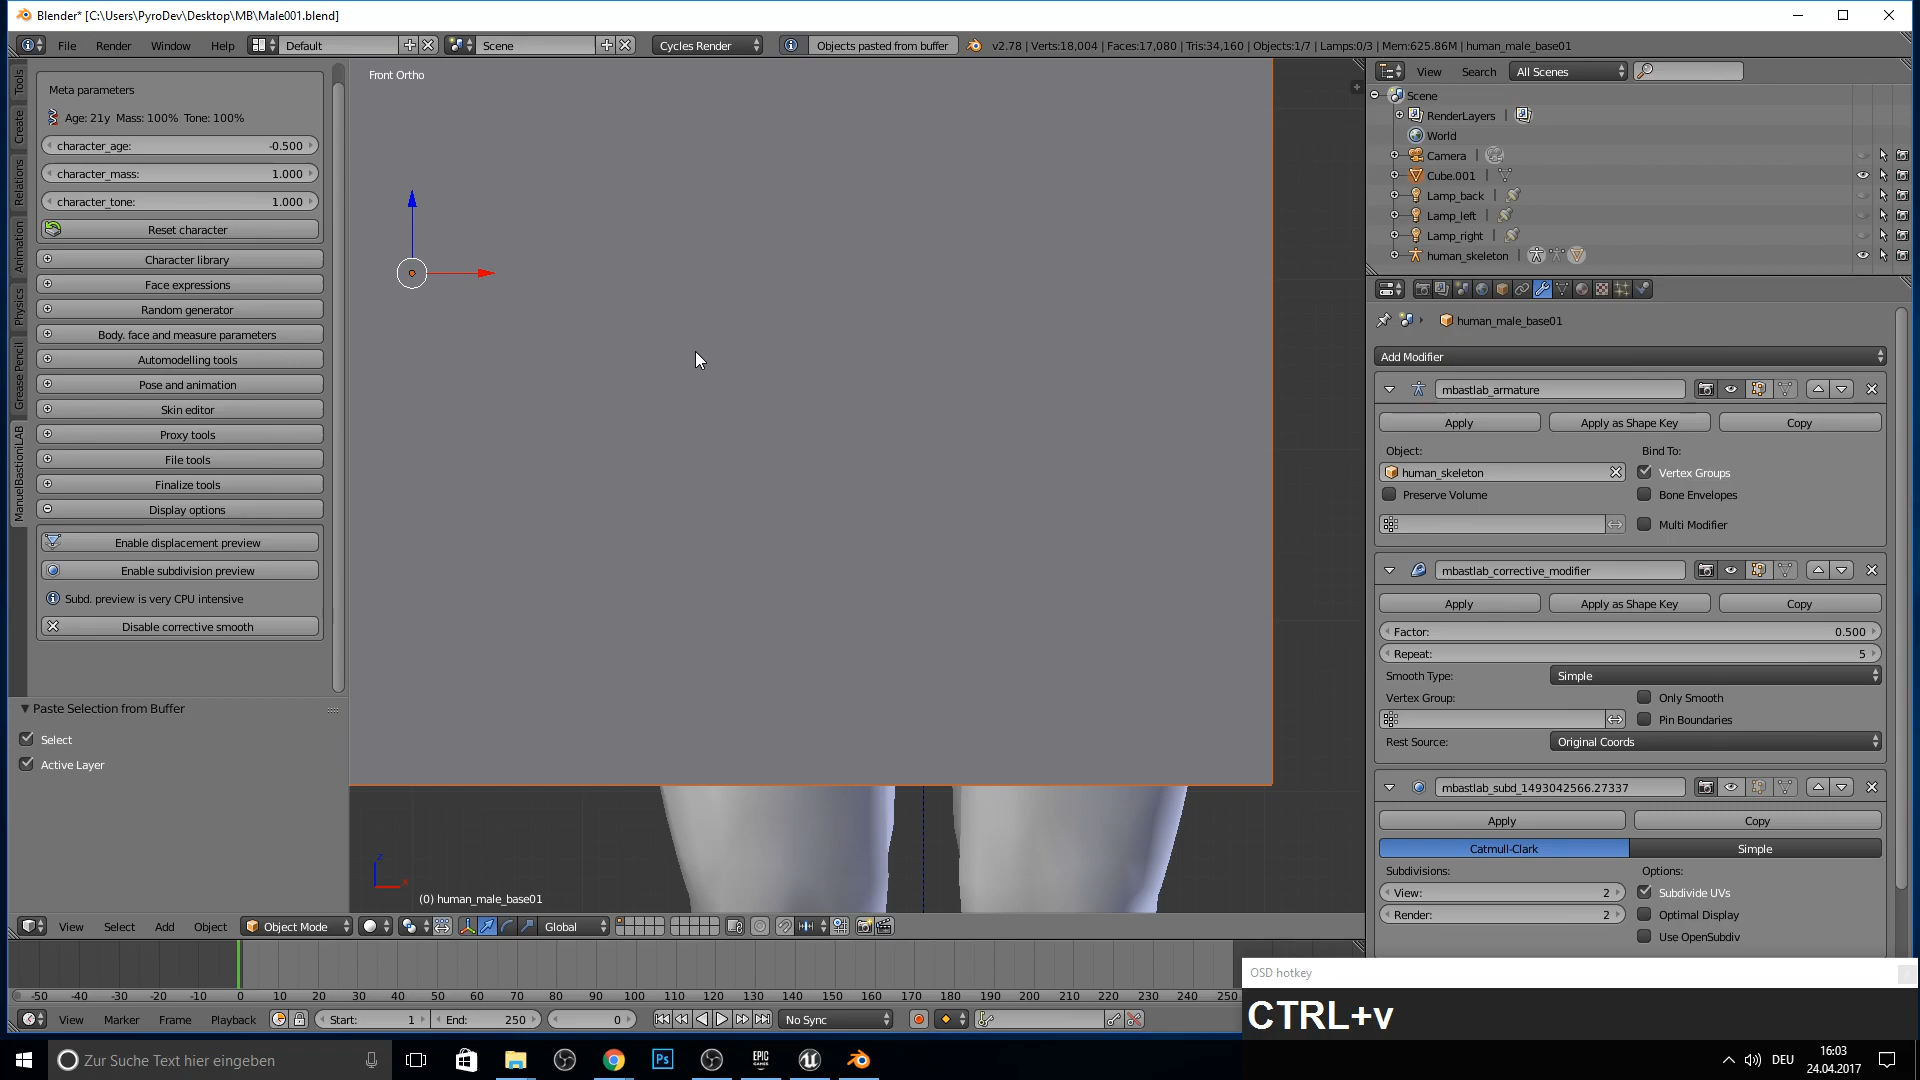 Blender* [C:\Users\PyroDev\Desktop\MB\Male001.blend]
File Render Window Help Default Scene Cycles Render Objects pasted from buffer v2.78 | Verts:18,004 | Faces:17,080 | Tris:34,160 | Objects:1/7 | Lamps:0/3 | Mem:625.86M | human_male_base01
Tools
Create
Relations
Animation
Physics
Grease Pencil
ManuelBastioniLAB
Meta parameters
Age: 21y Mass: 100% Tone: 100%
character_age: -0.500
character_mass: 1.000
character_tone: 1.000
Reset character
Character library
Face expressions
Random generator
Body. face and measure parameters
Automodelling tools
Pose and animation
Skin editor
Proxy tools
File tools
Finalize tools
Display options
Enable displacement preview
Enable subdivision preview
Subd. preview is very CPU intensive
Disable corrective smooth
Paste Selection from Buffer
Select
Active Layer
Front Ortho
z
x
(0) human_male_base01
View Select Add Object Object Mode Global
-50 -40 -30 -20 -10 0 10 20 30 40 50 60 70 80 90 100 110 120 130 140 150 160 170 180 190 200 210 220 230 240 250
View Marker Frame Playback Start: 1 End: 250 0 No Sync
View Search All Scenes
Scene
RenderLayers |
World
Camera |
Cube.001 |
Lamp_back |
Lamp_left |
Lamp_right |
human_skeleton |
human_male_base01
Add Modifier
mbastlab_armature
Apply Apply as Shape Key Copy
Object: Bind To:
human_skeleton Vertex Groups
Preserve Volume Bone Envelopes
Multi Modifier
mbastlab_corrective_modifier
Apply Apply as Shape Key Copy
Factor: 0.500
Repeat: 5
Smooth Type: Simple
Vertex Group: Only Smooth
Pin Boundaries
Rest Source: Original Coords
mbastlab_subd_1493042566.27337
Apply Copy
Catmull-Clark Simple
Subdivisions: Options:
View: 2 Subdivide UVs
Render: 2 Optimal Display
Use OpenSubdiv
OSD hotkey
CTRL+v
Zur Suche Text hier eingeben
Ps
EPIC GAMES
DEU
16:03
24.04.2017